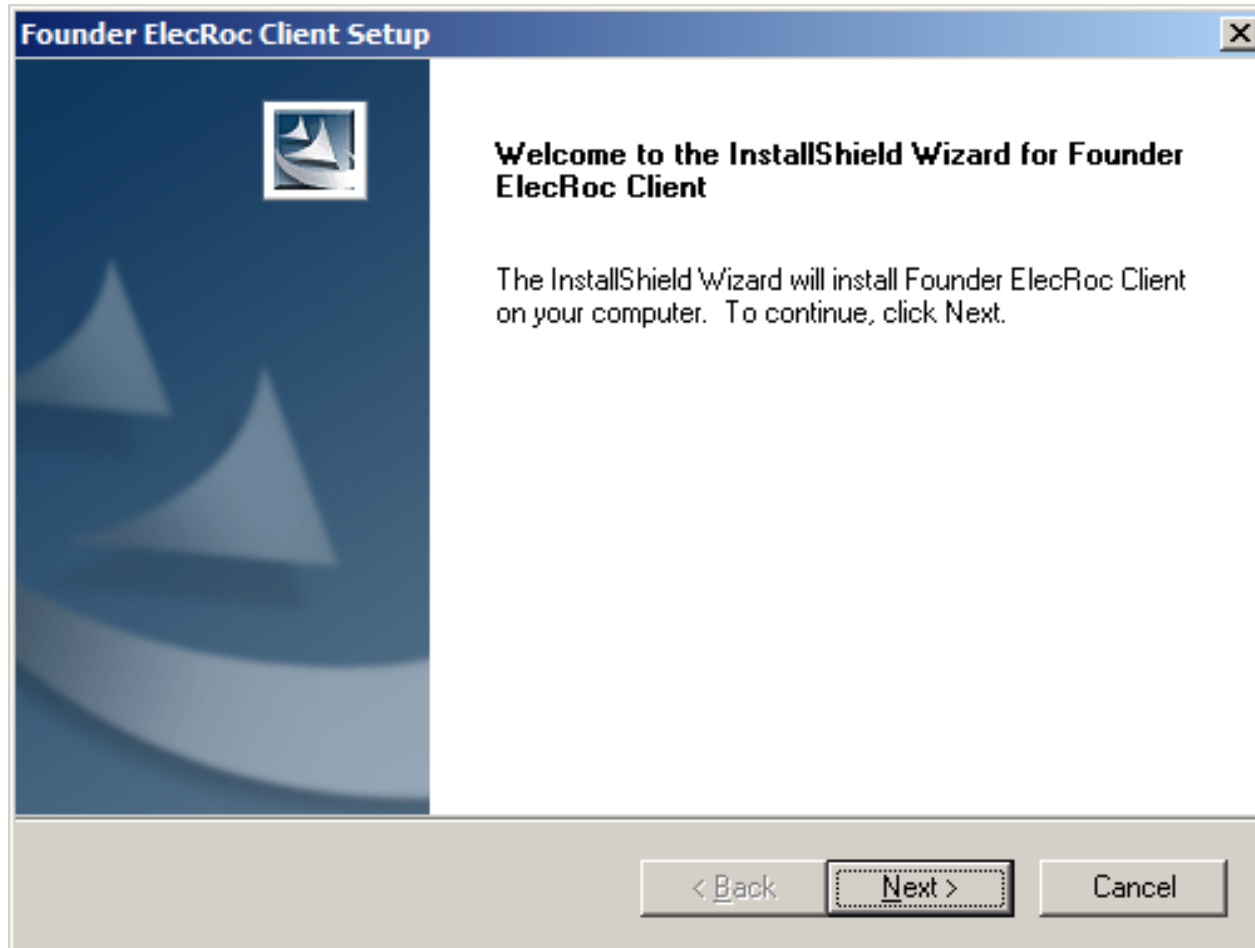 Founder ElecRoc Client Setup
Welcome to the InstallShield Wizard for Founder
ElecRoc Client
The InstallShield Wizard will install Founder ElecRoc Client
on your computer.  To continue, click Next.
< Back
Next >
Cancel